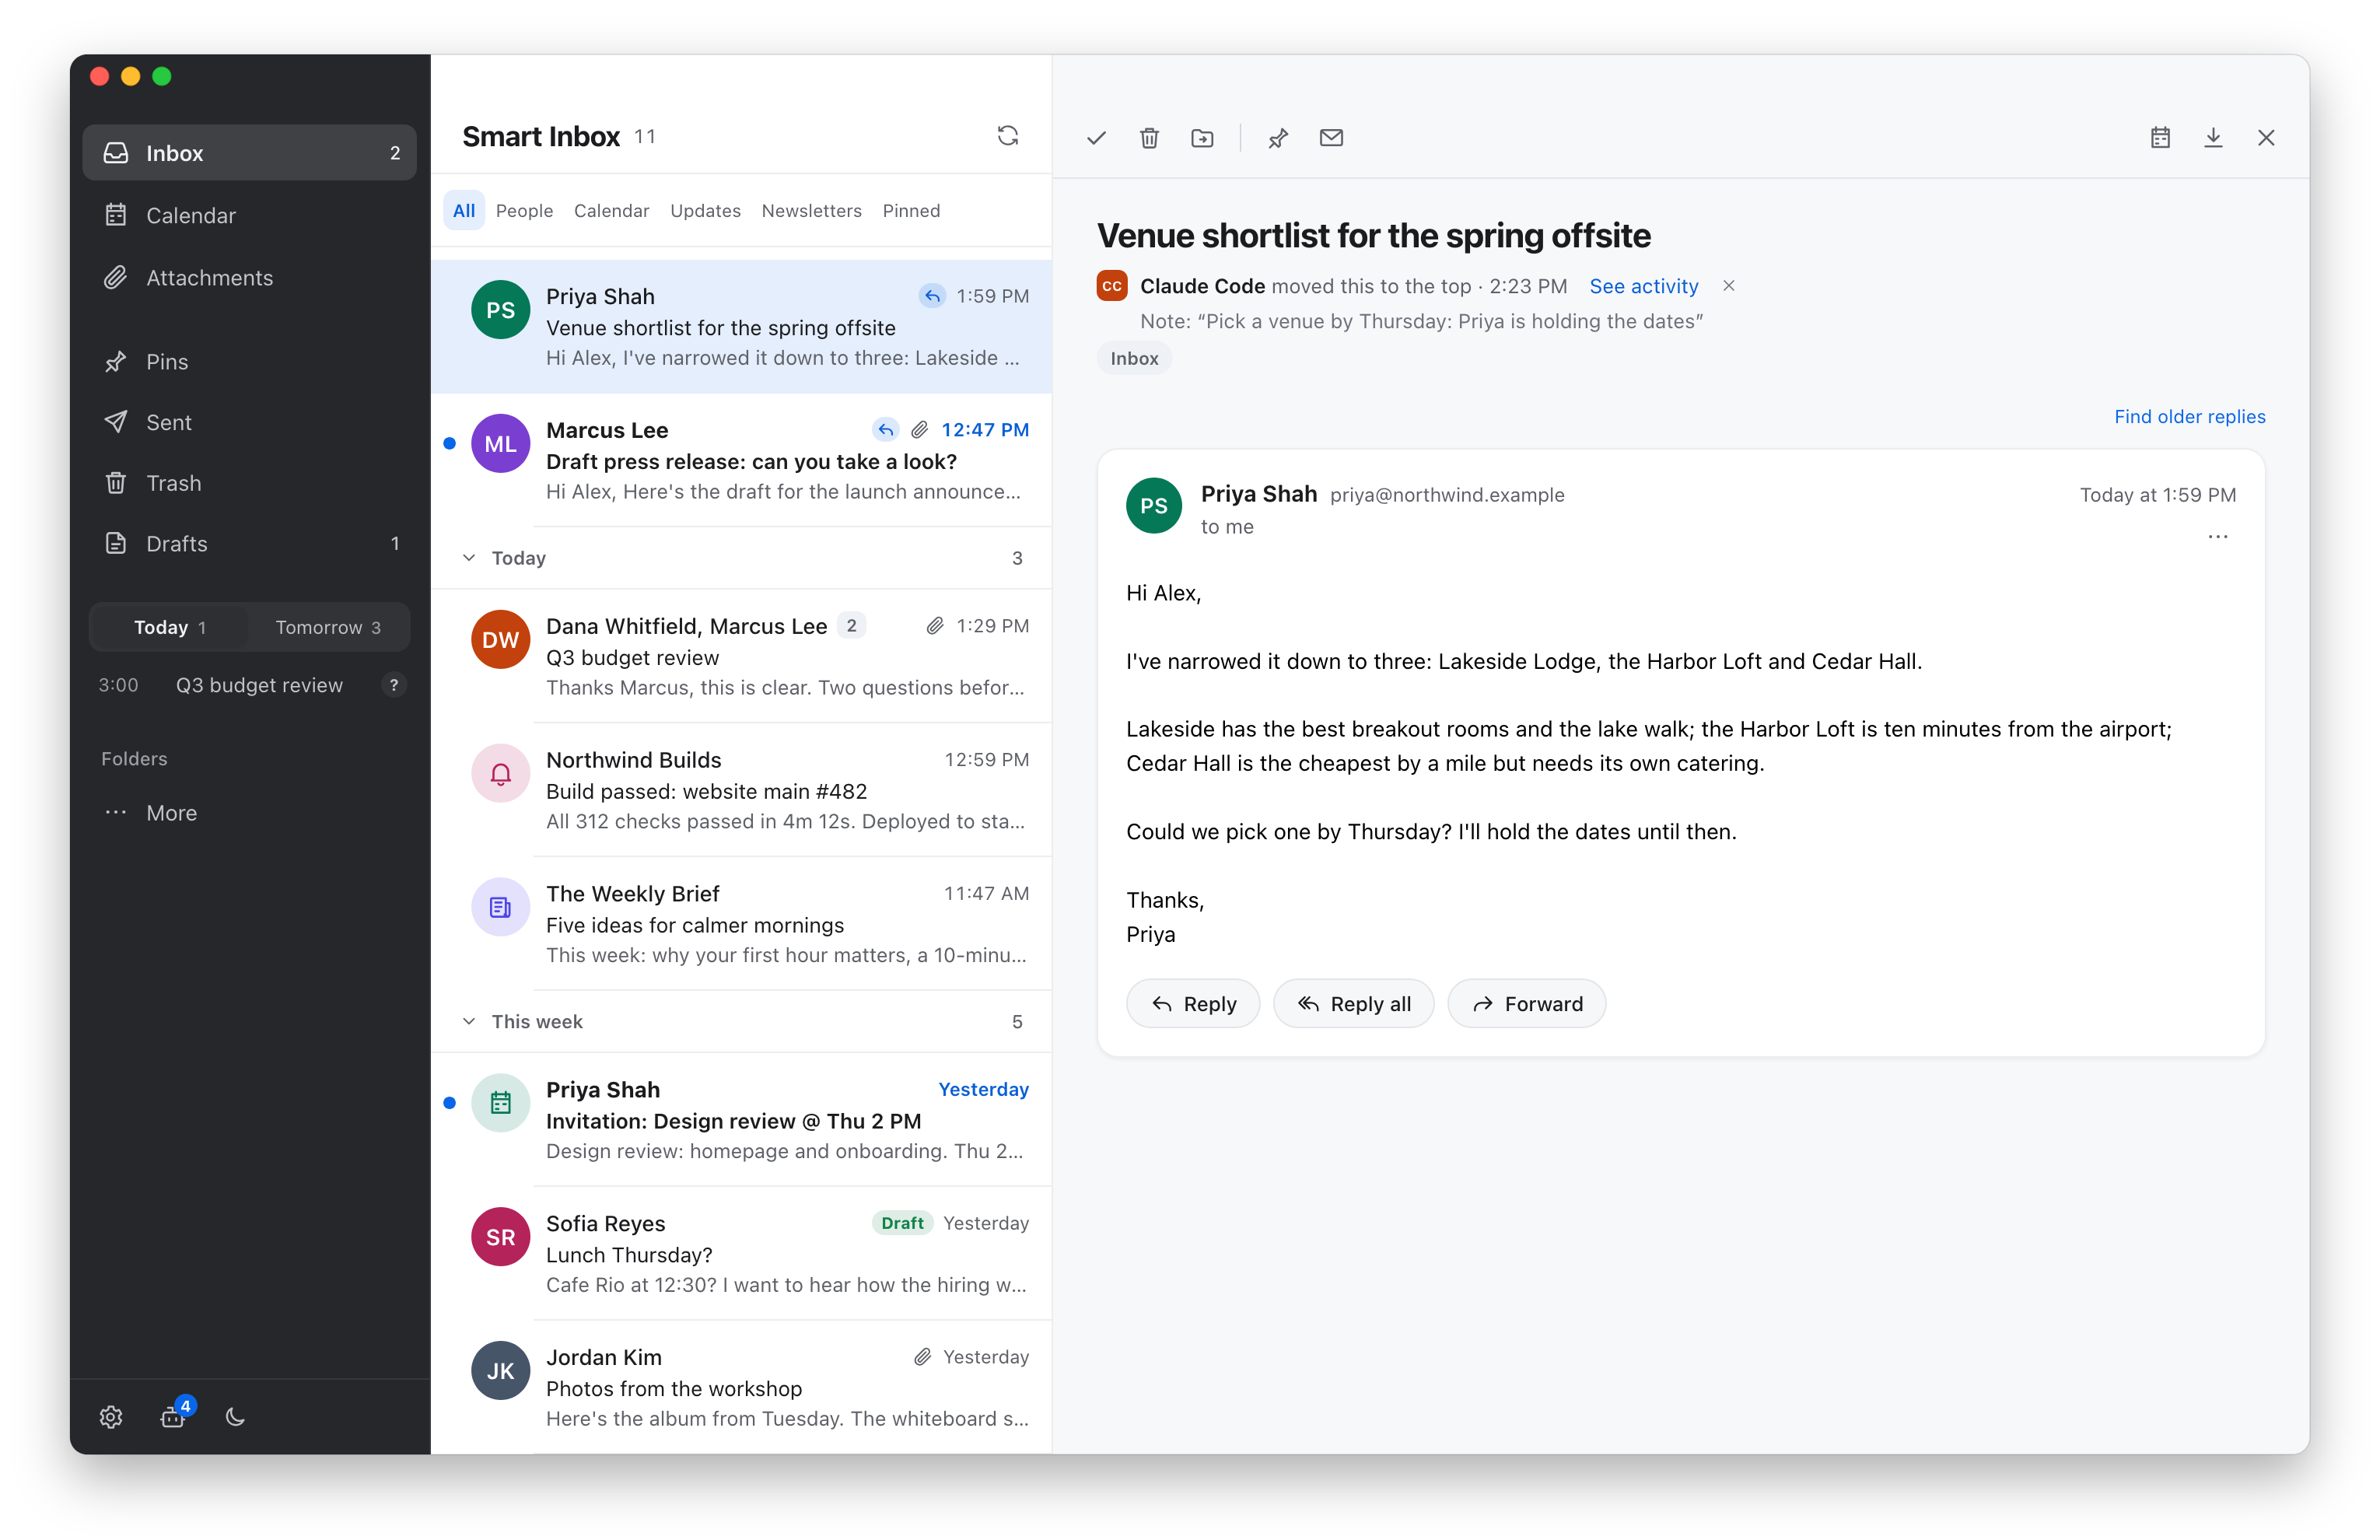 Inbox 2
Calendar
Attachments
Pins
Sent
Trash
Drafts 1
Today 1 Tomorrow 3
3:00 Q3 budget review ?
Folders
··· More
4
Smart Inbox 11
All People Calendar Updates Newsletters Pinned
PS Priya Shah 1:59 PM
Venue shortlist for the spring offsite
Hi Alex, I've narrowed it down to three: Lakeside ...
ML Marcus Lee 12:47 PM
Draft press release: can you take a look?
Hi Alex, Here's the draft for the launch announce...
Today 3
DW Dana Whitfield, Marcus Lee 2 1:29 PM
Q3 budget review
Thanks Marcus, this is clear. Two questions befor...
Northwind Builds 12:59 PM
Build passed: website main #482
All 312 checks passed in 4m 12s. Deployed to sta...
The Weekly Brief 11:47 AM
Five ideas for calmer mornings
This week: why your first hour matters, a 10-minu...
This week 5
Priya Shah Yesterday
Invitation: Design review @ Thu 2 PM
Design review: homepage and onboarding. Thu 2...
SR Sofia Reyes Draft Yesterday
Lunch Thursday?
Cafe Rio at 12:30? I want to hear how the hiring w...
JK Jordan Kim Yesterday
Photos from the workshop
Here's the album from Tuesday. The whiteboard s...
Venue shortlist for the spring offsite
CC Claude Code moved this to the top · 2:23 PM See activity ×
Note: “Pick a venue by Thursday: Priya is holding the dates”
Inbox
Find older replies
PS Priya Shah priya@northwind.example Today at 1:59 PM
to me
···
Hi Alex,
I've narrowed it down to three: Lakeside Lodge, the Harbor Loft and Cedar Hall.
Lakeside has the best breakout rooms and the lake walk; the Harbor Loft is ten minutes from the airport;
Cedar Hall is the cheapest by a mile but needs its own catering.
Could we pick one by Thursday? I'll hold the dates until then.
Thanks,
Priya
Reply Reply all Forward